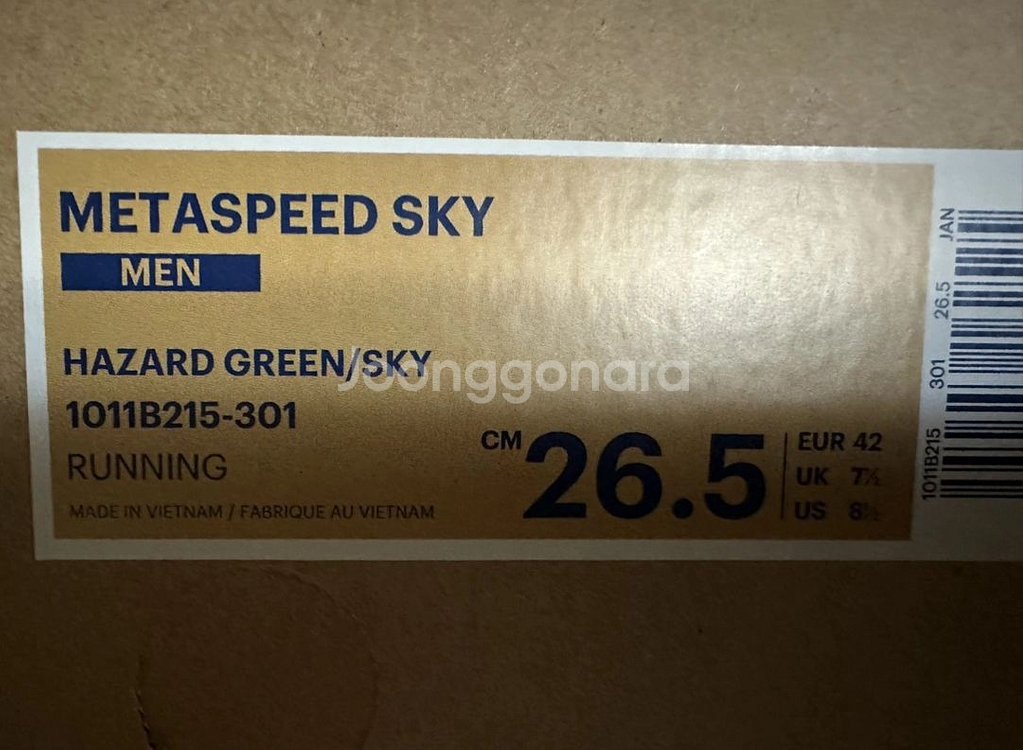 METASPEED SKY
MEN
HAZARD GREEN/SKY
1011B215-301
RUNNING
MADE IN VIETNAM / FABRIQUE AU VIETNAM
CM 26.5
EUR 42
UK 7½
US 8½
1011B215 301 26.5 JAN
Joonggonara